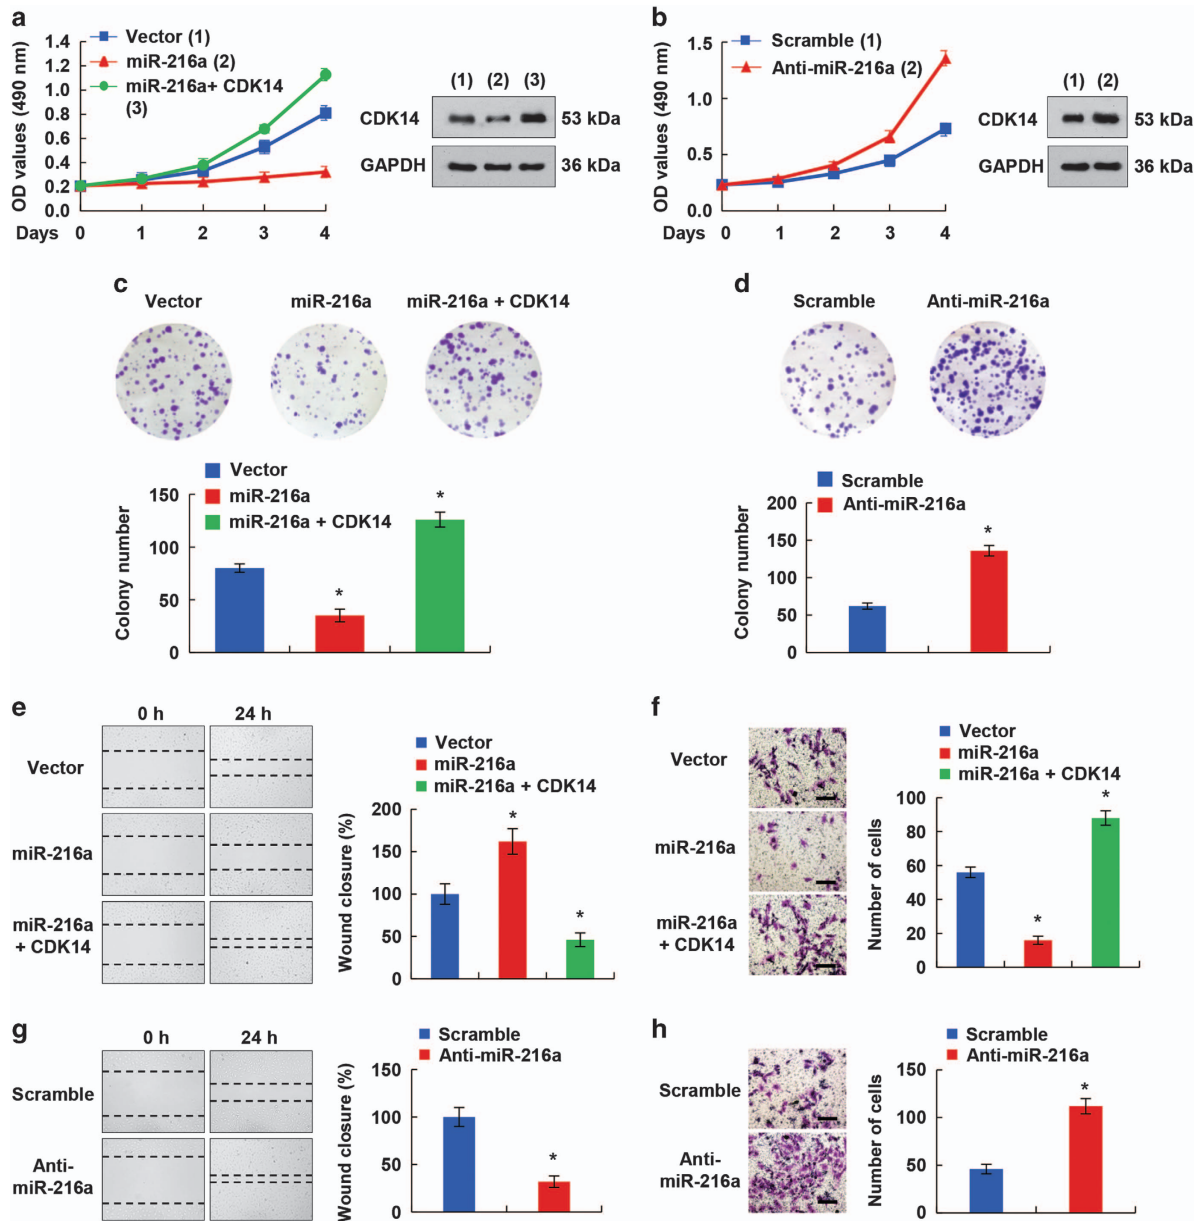 a
Vector (1)
miR-216a (2)
miR-216a+ CDK14
(3)
OD values (490 nm)
1.4
1.2
1.0
0.8
0.6
0.4
0.2
0.0
Days 0 1 2 3 4
(1) (2) (3)
CDK14 53 kDa
GAPDH 36 kDa
b
Scramble (1)
Anti-miR-216a (2)
OD values (490 nm)
1.5
1.0
0.5
0.0
Days 0 1 2 3 4
(1) (2)
CDK14 53 kDa
GAPDH 36 kDa
c
Vector miR-216a miR-216a + CDK14
Vector
miR-216a
miR-216a + CDK14
Colony number
150
100
50
0
*
*
d
Scramble Anti-miR-216a
Scramble
Anti-miR-216a
Colony number
200
150
100
50
0
*
e
0 h 24 h
Vector
miR-216a
miR-216a
+ CDK14
Vector
miR-216a
miR-216a + CDK14
Wound closure (%)
200
150
100
50
0
*
*
f
Vector
miR-216a
miR-216a
+ CDK14
Vector
miR-216a
miR-216a + CDK14
Number of cells
100
80
60
40
20
0
*
*
g
0 h 24 h
Scramble
Anti-
miR-216a
Scramble
Anti-miR-216a
Wound closure (%)
150
100
50
0
*
h
Scramble
Anti-
miR-216a
Scramble
Anti-miR-216a
Number of cells
150
100
50
0
*